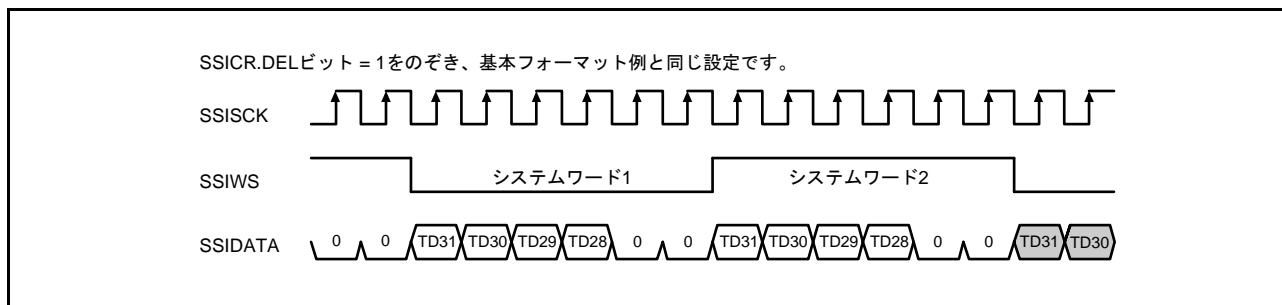 SSICR.DELビット = 1をのぞき、基本フォーマット例と同じ設定です。
SSISCK
SSIWS システムワード1 システムワード2
SSIDATA 0 0 TD31 TD30 TD29 TD28 0 0 TD31 TD30 TD29 TD28 0 0 TD31 TD30